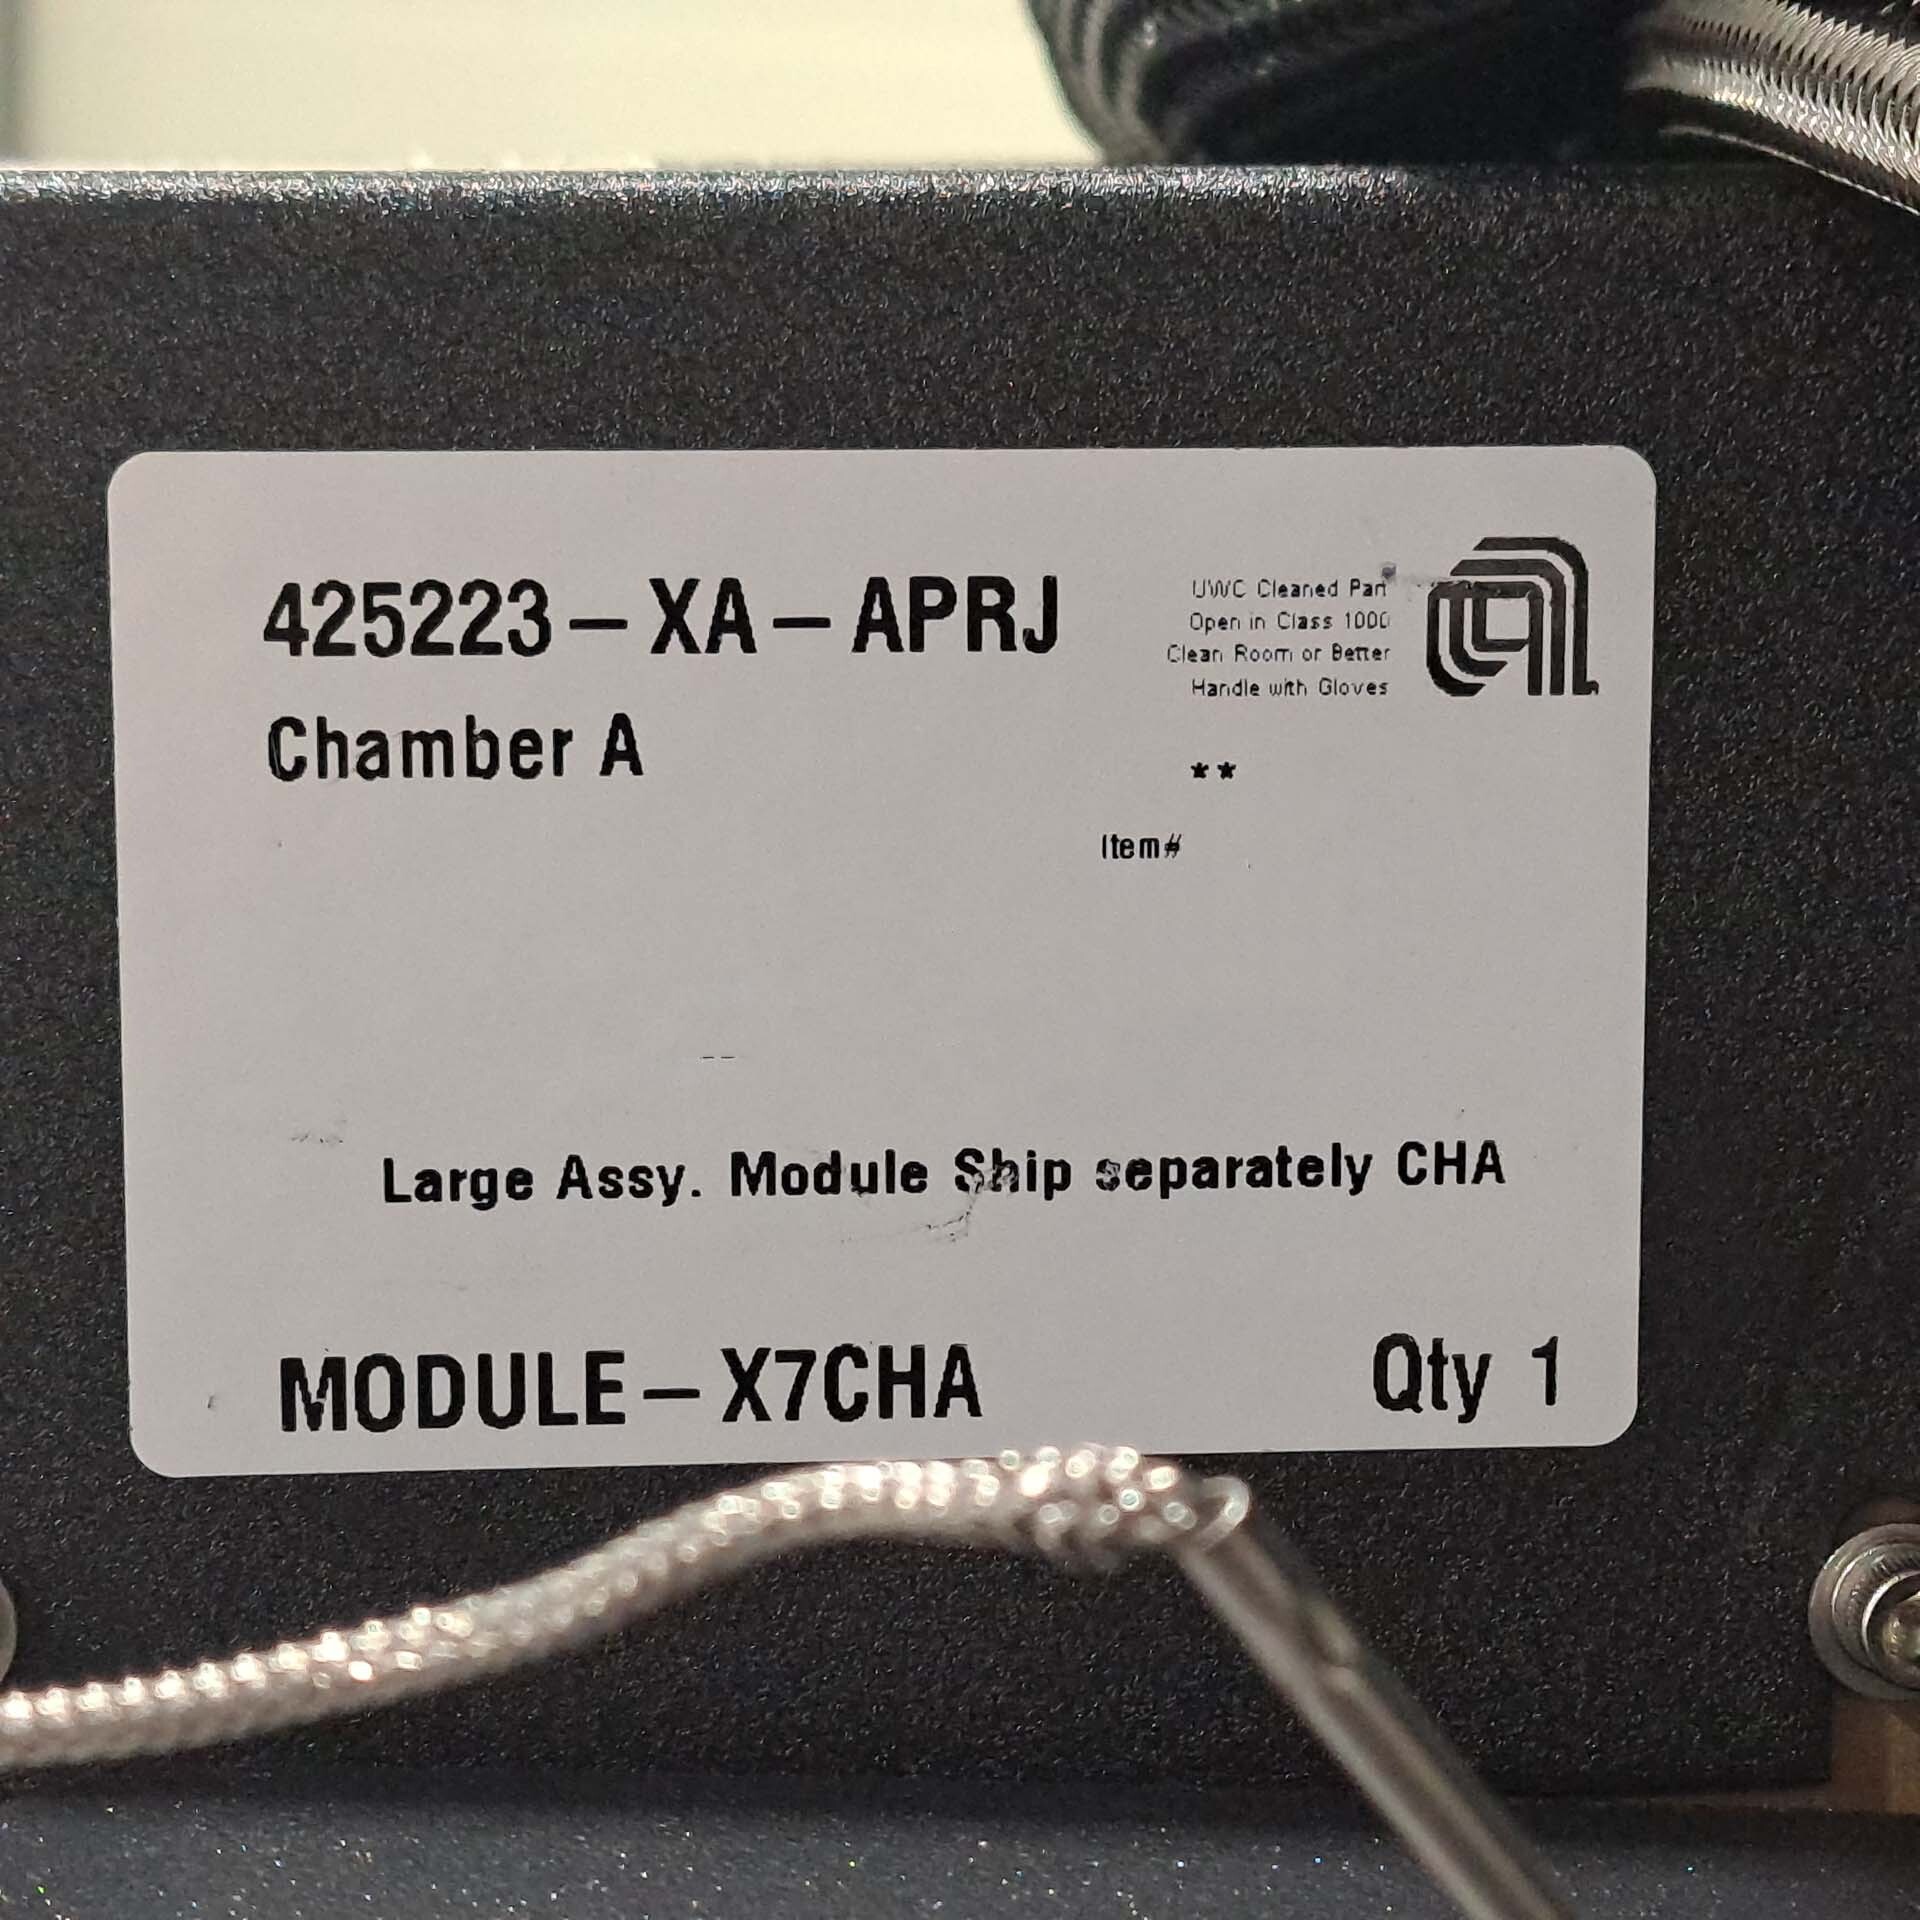 425223-XA-APRJ
UWC Cleaned Part
Open in Class 1000
Clean Room or Better
Handle with Gloves
Chamber A
**
Item#
--
Large Assy. Module Ship separately CHA
MODULE-X7CHA
Qty 1